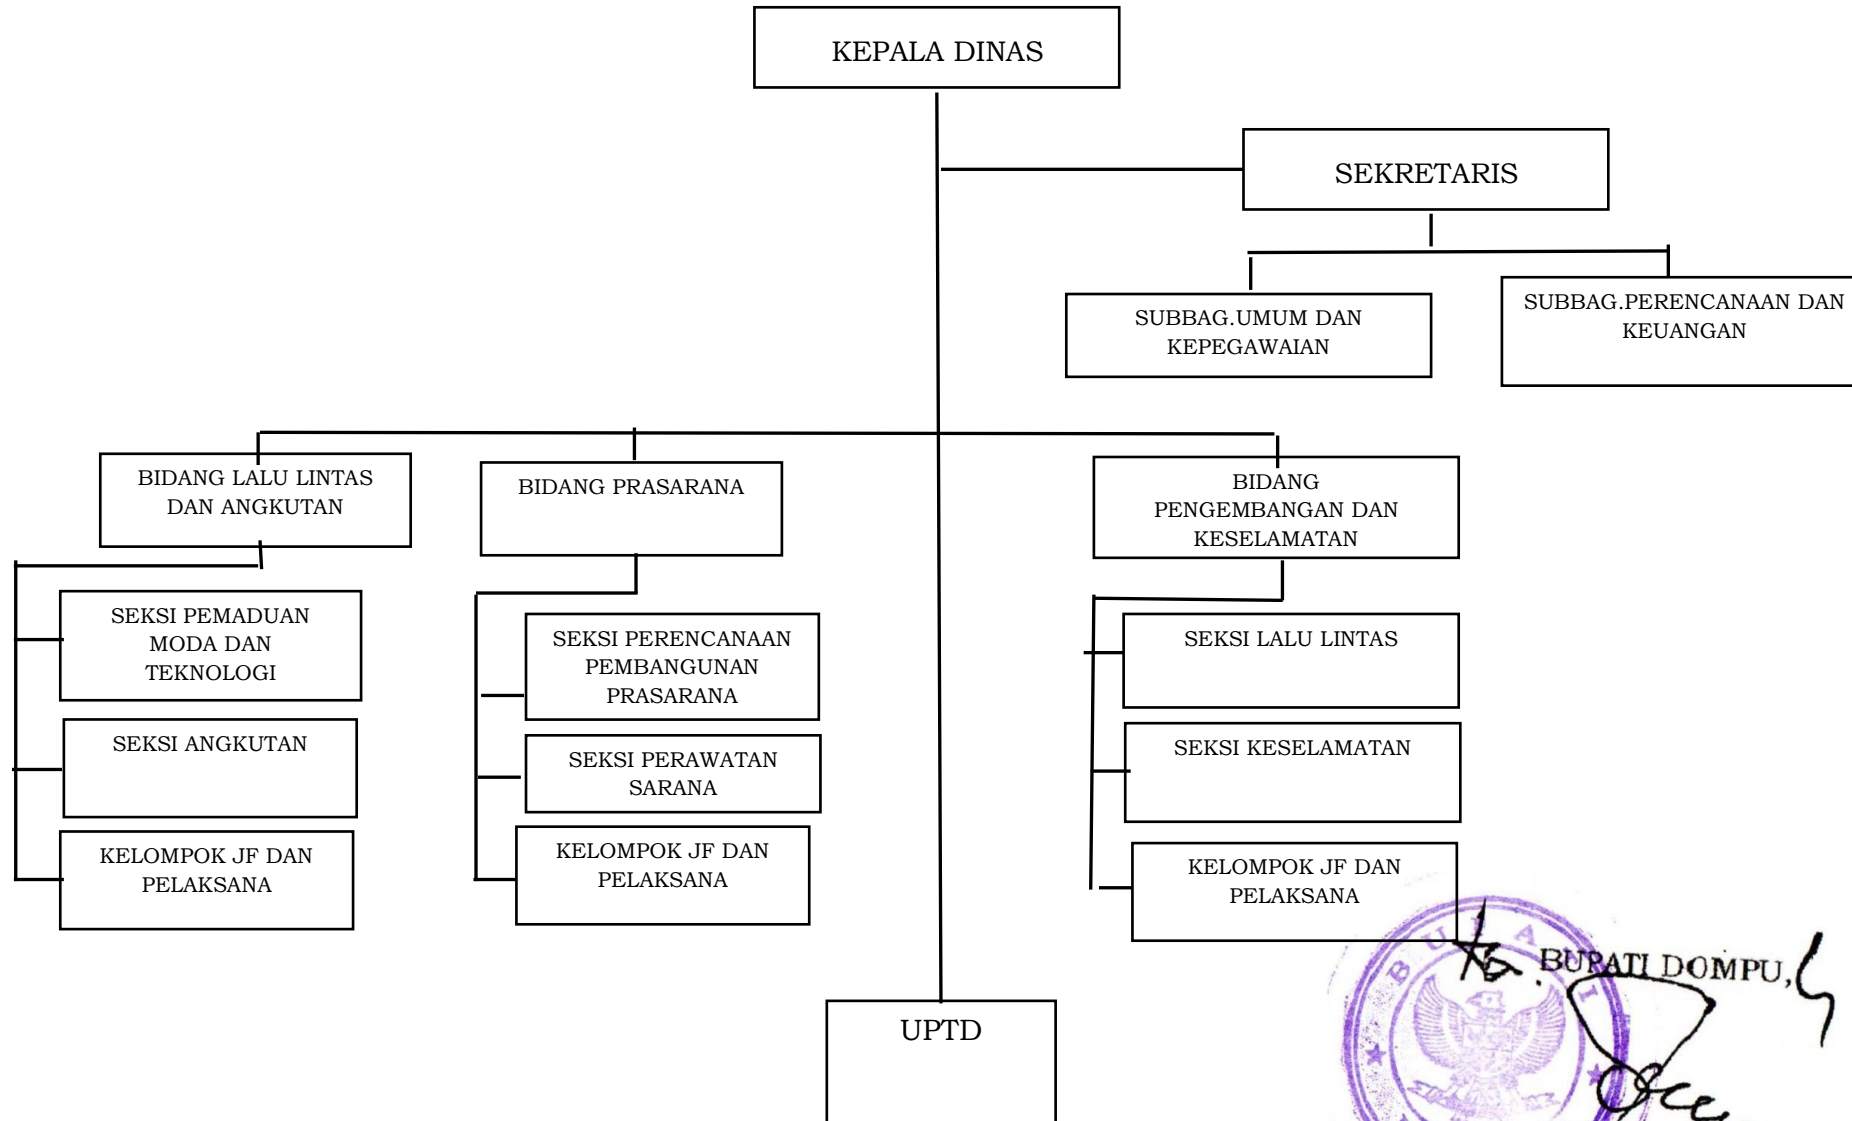 KEPALA DINAS
SEKRETARIS
SUBBAG.UMUM DAN
KEPEGAWAIAN
SUBBAG.PERENCANAAN DAN
KEUANGAN
BIDANG LALU LINTAS
DAN ANGKUTAN
BIDANG PRASARANA
BIDANG
PENGEMBANGAN DAN
KESELAMATAN
SEKSI PEMADUAN
MODA DAN
TEKNOLOGI
SEKSI ANGKUTAN
KELOMPOK JF DAN
PELAKSANA
SEKSI PERENCANAAN
PEMBANGUNAN
PRASARANA
SEKSI PERAWATAN
SARANA
KELOMPOK JF DAN
PELAKSANA
SEKSI LALU LINTAS
SEKSI KESELAMATAN
KELOMPOK JF DAN
PELAKSANA
UPTD
BUPATI DOMPU,
BUPATI